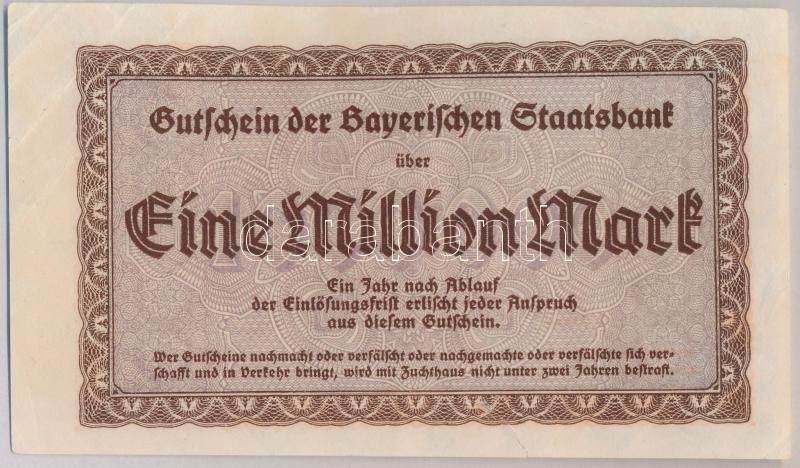 Gutschein der Bayerischen Staatsbank
über
Eine Million Mark
darabanth
Ein Jahr nach Ablauf
der Einlösungsfrist erlischt jeder Anspruch
aus diesem Gutschein.
Wer Gutscheine nachmacht oder verfälscht oder nachgemachte oder verfälschte sich ver-
schafft und in Verkehr bringt, wird mit Zuchthaus nicht unter zwei Jahren bestraft.